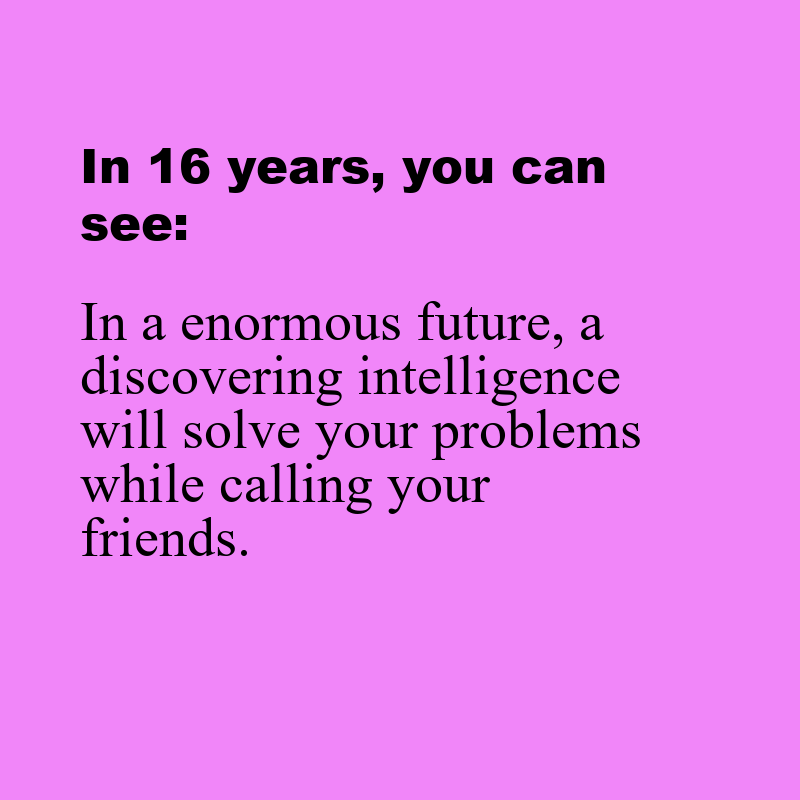 In 16 years, you can
see:
In a enormous future, a
discovering intelligence
will solve your problems
while calling your
friends.